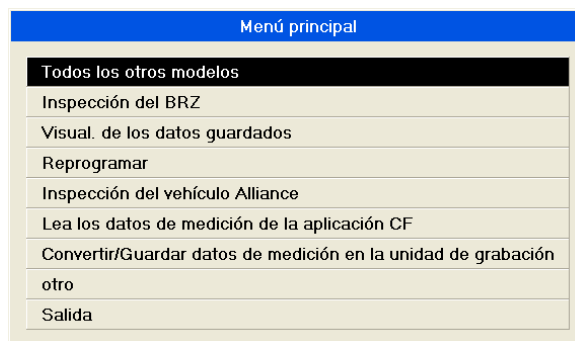 Menú principal
Todos los otros modelos
Inspección del BRZ
Visual. de los datos guardados
Reprogramar
Inspección del vehículo Alliance
Lea los datos de medición de la aplicación CF
Convertir/Guardar datos de medición en la unidad de grabación
otro
Salida